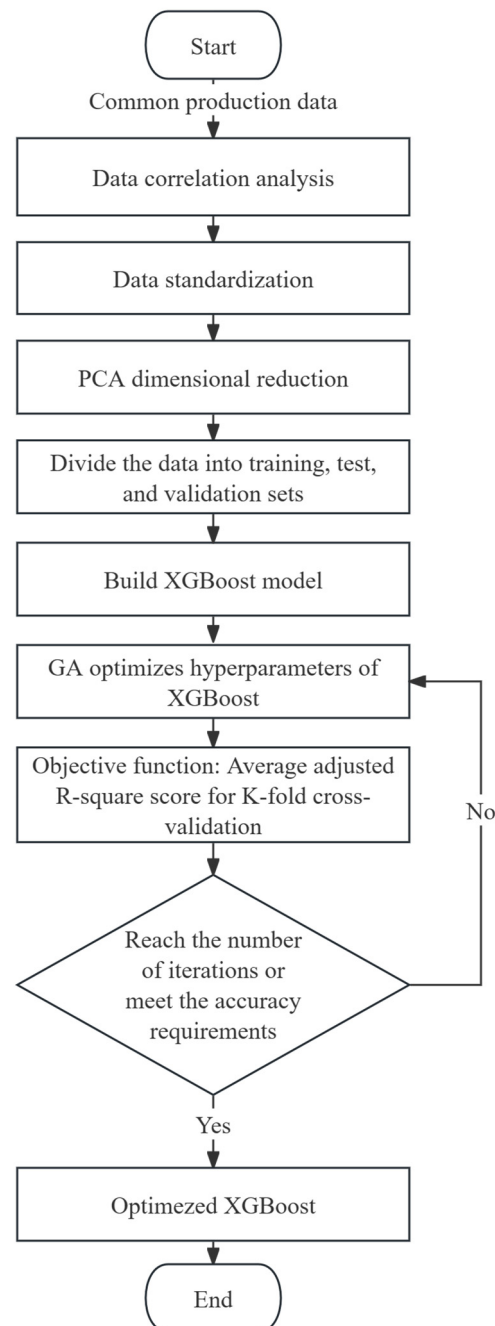 Start
Common production data
Data correlation analysis
Data standardization
PCA dimensional reduction
Divide the data into training, test,
and validation sets
Build XGBoost model
GA optimizes hyperparameters of
XGBoost
Objective function: Average adjusted
R-square score for K-fold cross-
validation
No
Reach the number
of iterations or
meet the accuracy
requirements
Yes
Optimezed XGBoost
End